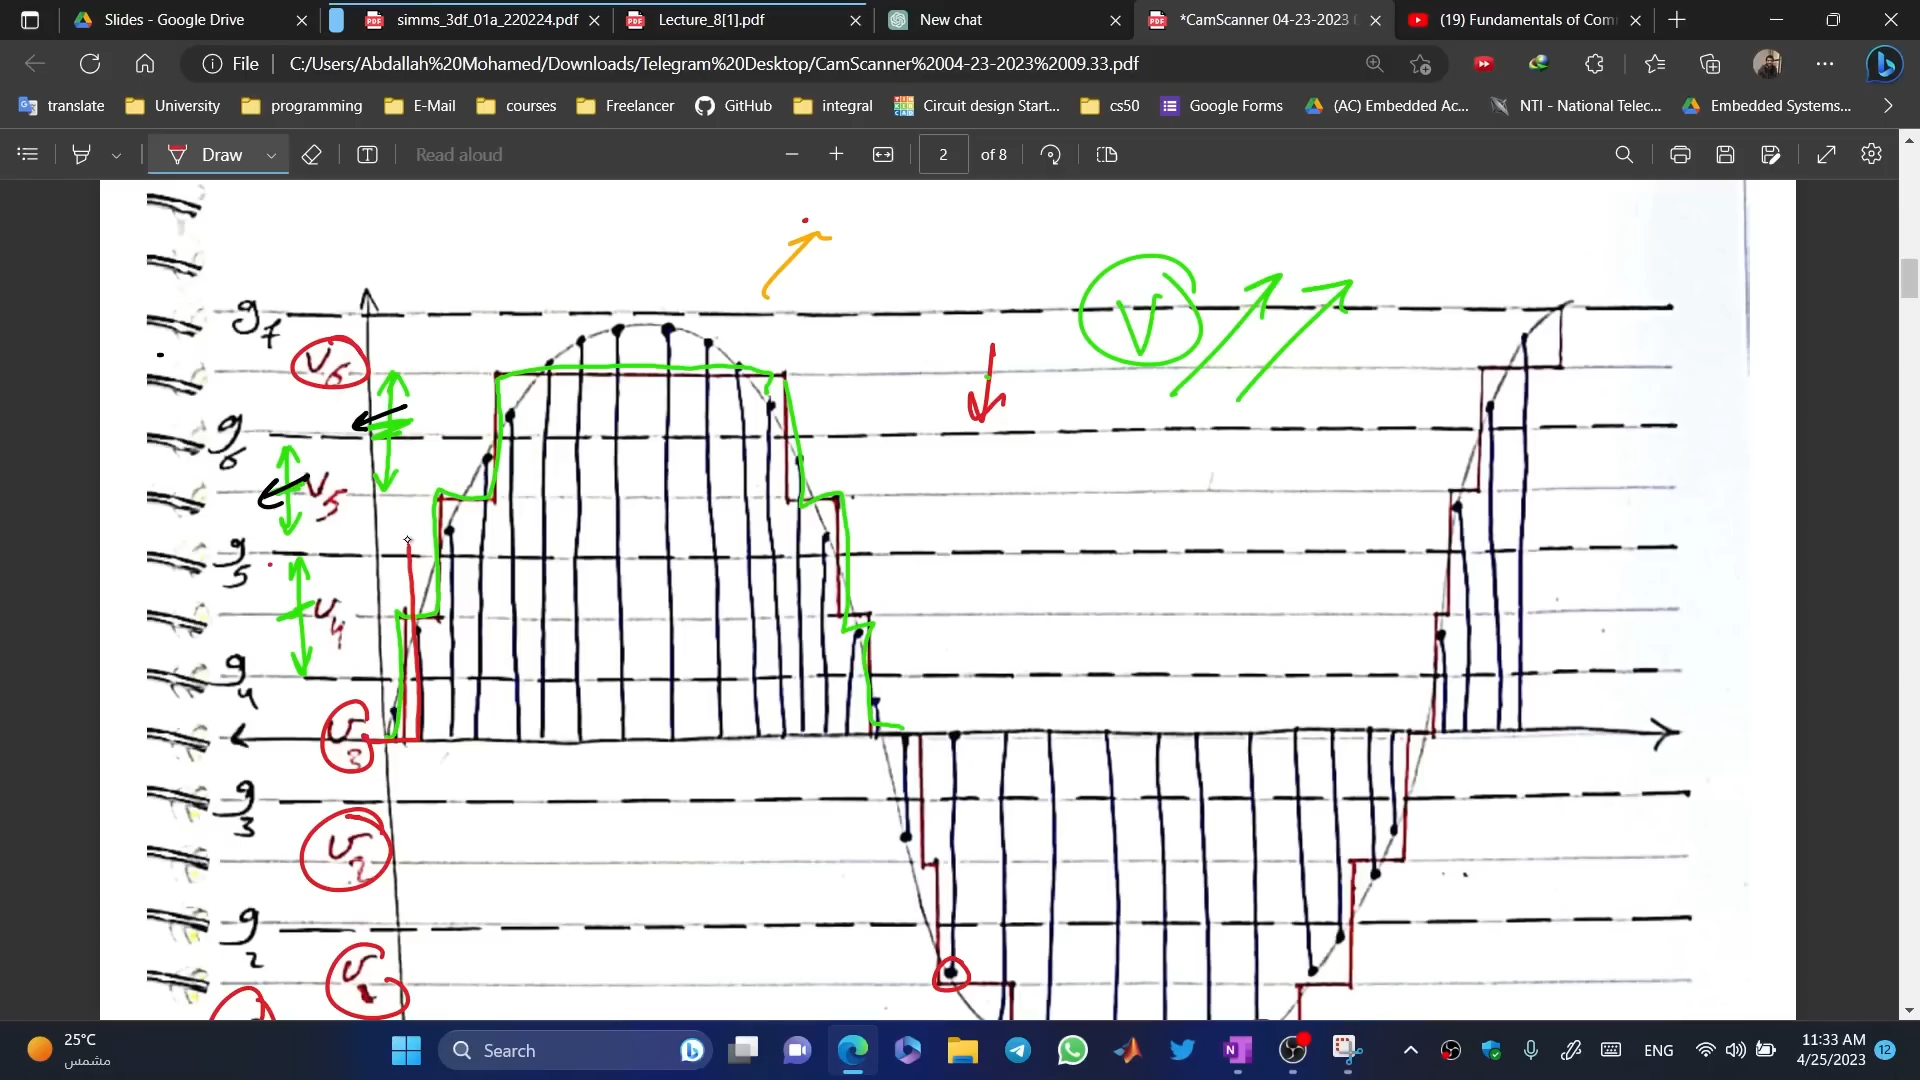 Slides - Google Drive
simms_3df_01a_220224.pdf
Lecture_8[1].pdf
New chat
*CamScanner 04-23-2023
(19) Fundamentals of Com
File
C:/Users/Abdallah%20Mohamed/Downloads/Telegram%20Desktop/CamScanner%2004-23-2023%2009.33.pdf
translate
University
programming
E-Mail
courses
Freelancer
GitHub
integral
Circuit design Start...
cs50
Google Forms
(AC) Embedded Ac...
NTI - National Telec...
Embedded Systems...
Draw
Read aloud
2 of 8
g7
V6
V
g6
V5
g5
V4
g4
V3
g3
V2
g2
V1
25°C
مشمس
Search
ENG
11:33 AM
4/25/2023
12